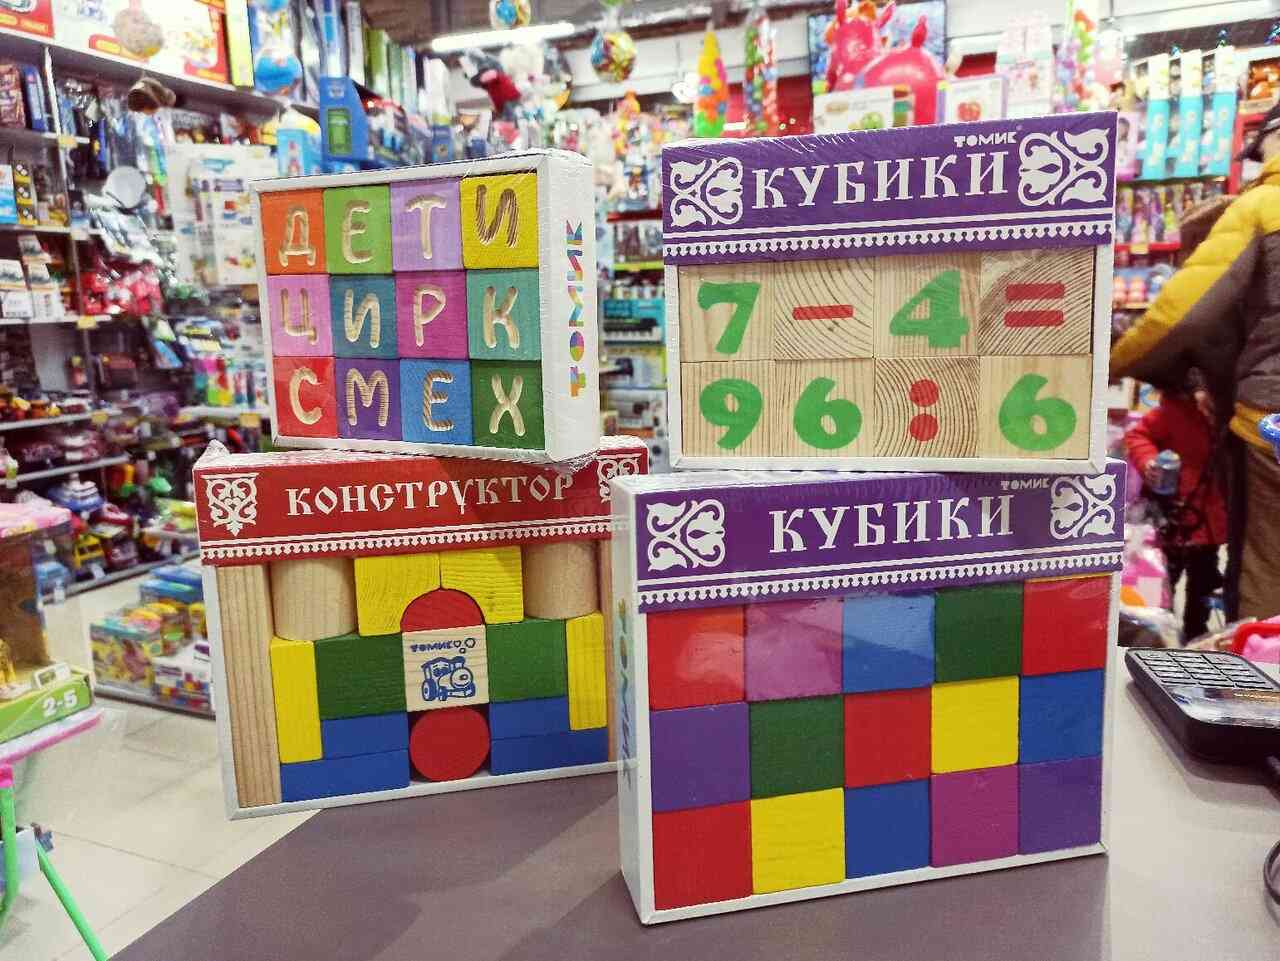 ДЕТИ
ЦИРК
СМЕХ
ТОМИК
ТОМИК
КУБИКИ
7 - 4 =
96 : 6
КОНСТРУКТОР
ТОМИК
ТОМИК
КУБИКИ
ТОМИК
2-5